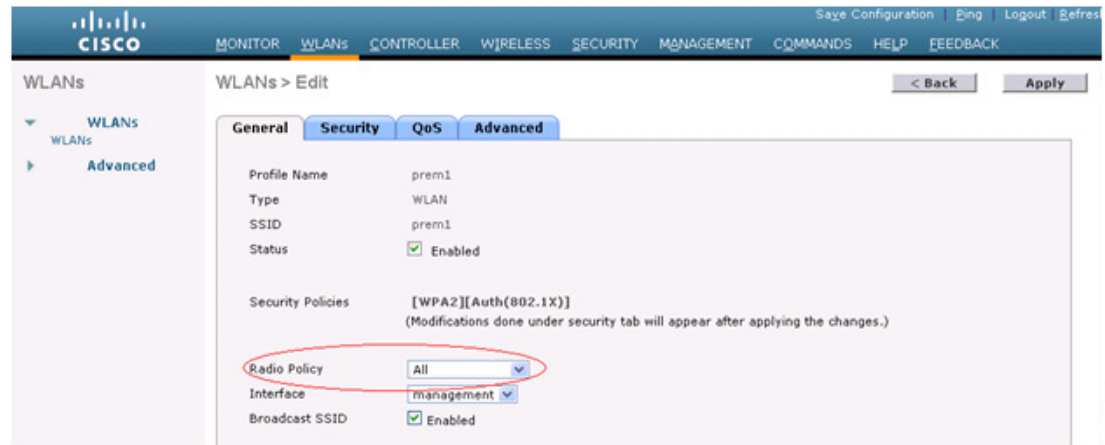 Save Configuration | Ping | Logout | Refresh
CISCO
MONITOR WLANs CONTROLLER WIRELESS SECURITY MANAGEMENT COMMANDS HELP FEEDBACK
WLANs
WLANs > Edit
< Back
Apply
WLANs
WLANs
Advanced
General
Security
QoS
Advanced
Profile Name prem1
Type WLAN
SSID prem1
Status Enabled
Security Policies [WPA2][Auth(802.1X)]
(Modifications done under security tab will appear after applying the changes.)
Radio Policy All
Interface management
Broadcast SSID Enabled